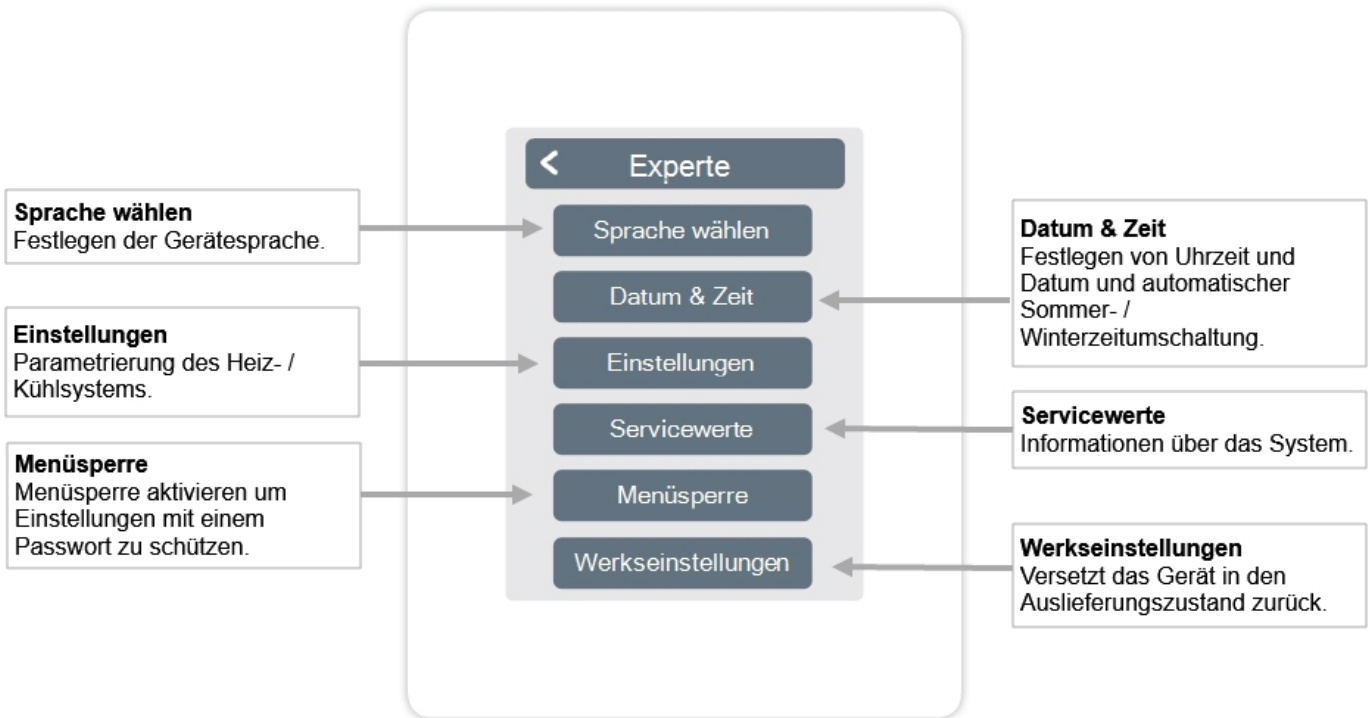 Experte
Sprache wählen
Datum & Zeit
Einstellungen
Servicewerte
Menüsperre
Werkseinstellungen
Sprache wählen
Festlegen der Gerätesprache.
Einstellungen
Parametrierung des Heiz- /
Kühlsystems.
Menüsperre
Menüsperre aktivieren um
Einstellungen mit einem
Passwort zu schützen.
Datum & Zeit
Festlegen von Uhrzeit und
Datum und automatischer
Sommer- /
Winterzeitumschaltung.
Servicewerte
Informationen über das System.
Werkseinstellungen
Versetzt das Gerät in den
Auslieferungszustand zurück.